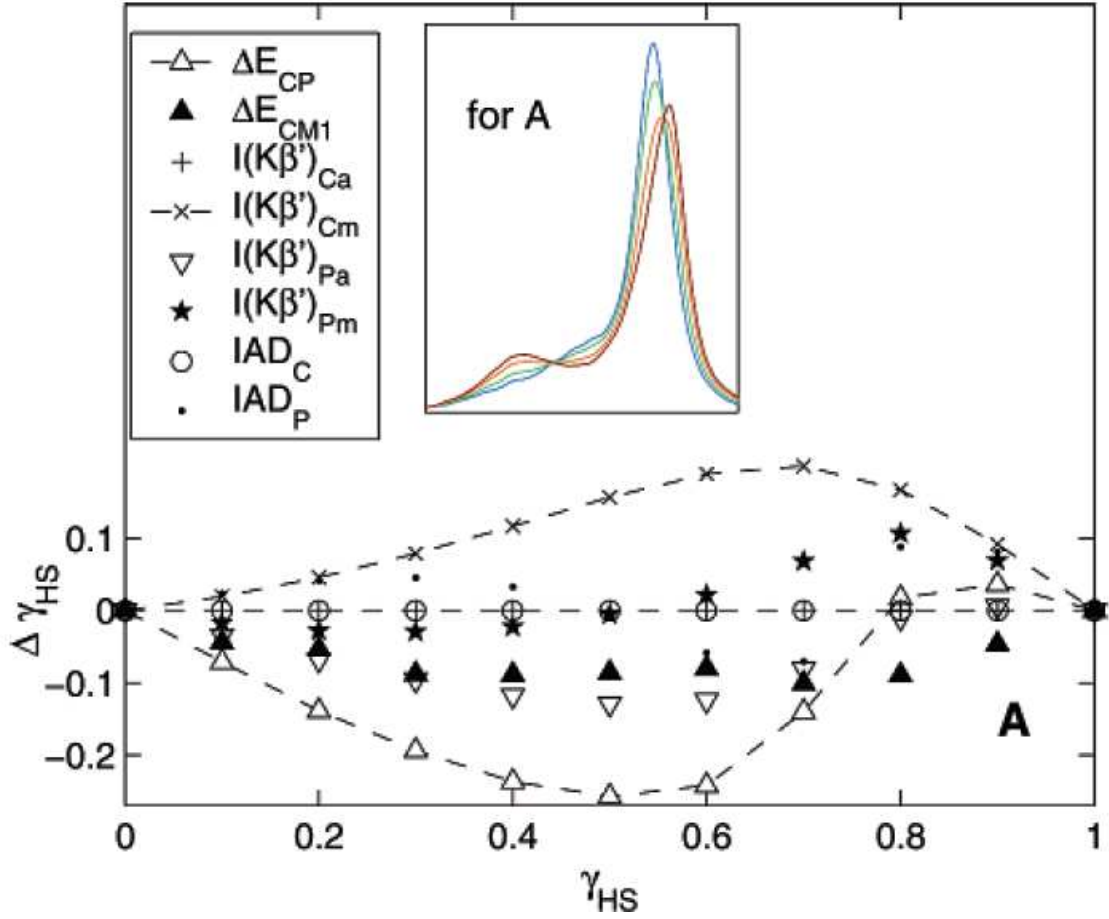 ΔE_CP
ΔE_CM1
I(Kβ')_Ca
I(Kβ')_Cm
I(Kβ')_Pa
I(Kβ')_Pm
IAD_C
IAD_P
for A
0.1
0
−0.1
−0.2
Δ γ_HS
A
0 0.2 0.4 0.6 0.8 1
γ_HS